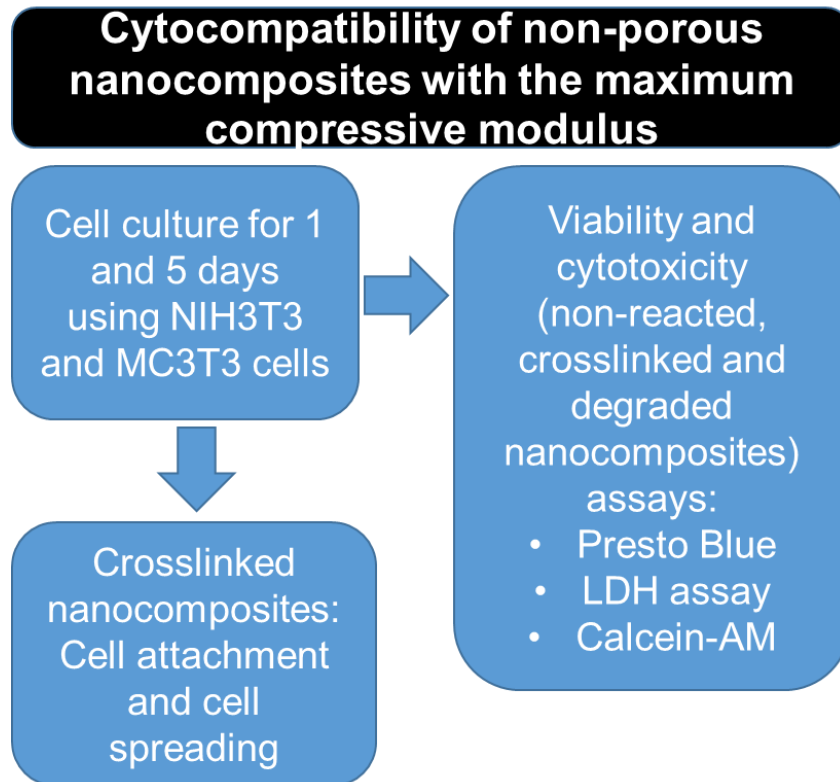 Cytocompatibility of non-porous
nanocomposites with the maximum
compressive modulus
Cell culture for 1
and 5 days
using NIH3T3
and MC3T3 cells
Viability and
cytotoxicity
(non-reacted,
crosslinked and
degraded
nanocomposites)
assays:
• Presto Blue
• LDH assay
• Calcein-AM
Crosslinked
nanocomposites:
Cell attachment
and cell
spreading